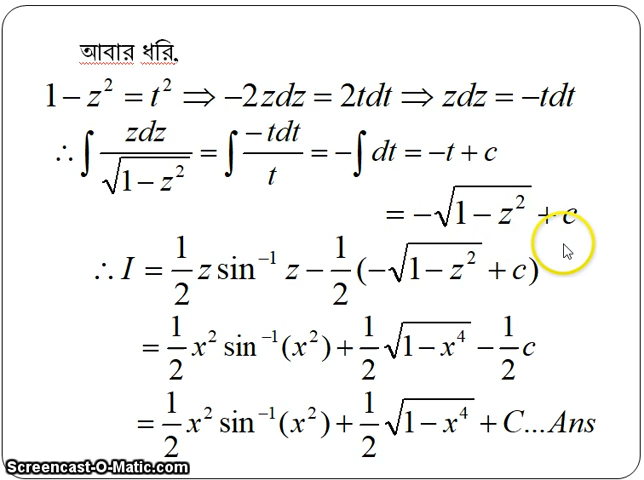 আবার ধরি,
1 − z² = t² ⇒ −2zdz = 2tdt ⇒ zdz = −tdt
∴ ∫ zdz/√(1 − z²) = ∫ −tdt/t = −∫ dt = −t + c
= −√(1 − z²) + c
∴ I = 1/2 z sin⁻¹ z − 1/2 (−√(1 − z²) + c)
= 1/2 x² sin⁻¹(x²) + 1/2 √(1 − x⁴) − 1/2 c
= 1/2 x² sin⁻¹(x²) + 1/2 √(1 − x⁴) + C...Ans
Screencast-O-Matic.com